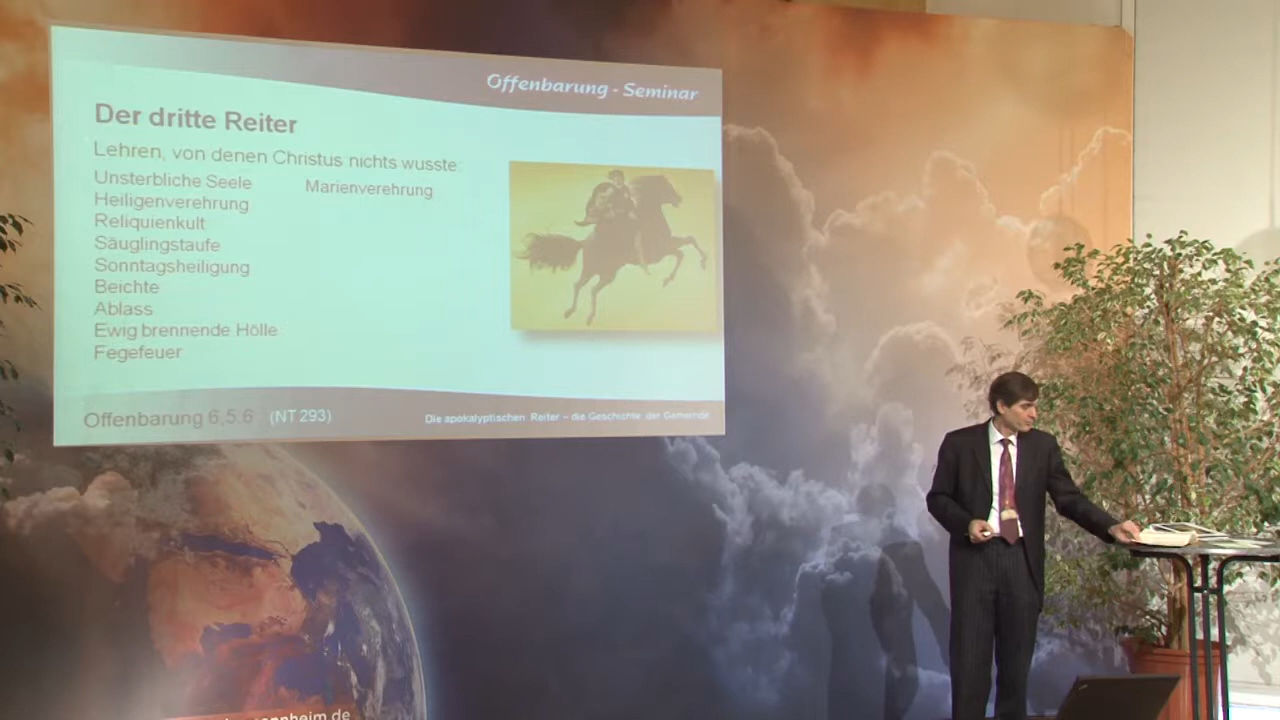 Offenbarung - Seminar
Der dritte Reiter
Lehren, von denen Christus nichts wusste:
Unsterbliche Seele
Marienverehrung
Heiligenverehrung
Reliquienkult
Säuglingstaufe
Sonntagsheiligung
Beichte
Ablass
Ewig brennende Hölle
Fegefeuer
Offenbarung 6,5.6 (NT 293)
Die apokalyptischen Reiter – die Geschichte der Gemeinde